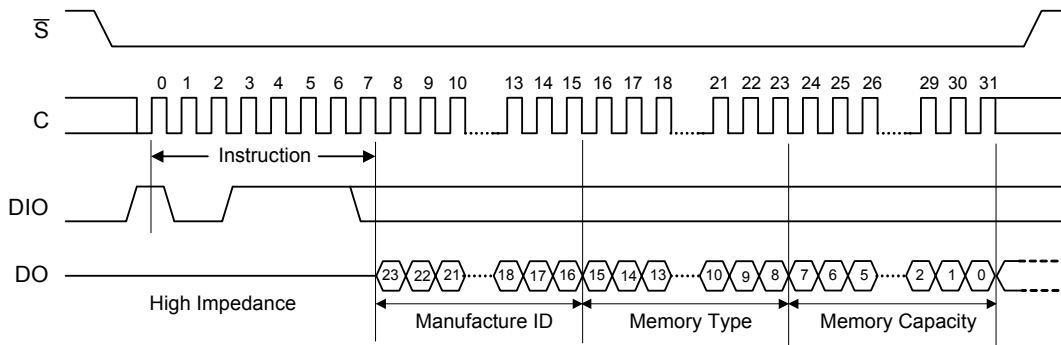 S̅
0 1 2 3 4 5 6 7 8 9 10 13 14 15 16 17 18 21 22 23 24 25 26 29 30 31
C
Instruction
DIO
DO 23 22 21 18 17 16 15 14 13 10 9 8 7 6 5 2 1 0
High Impedance
Manufacture ID Memory Type Memory Capacity